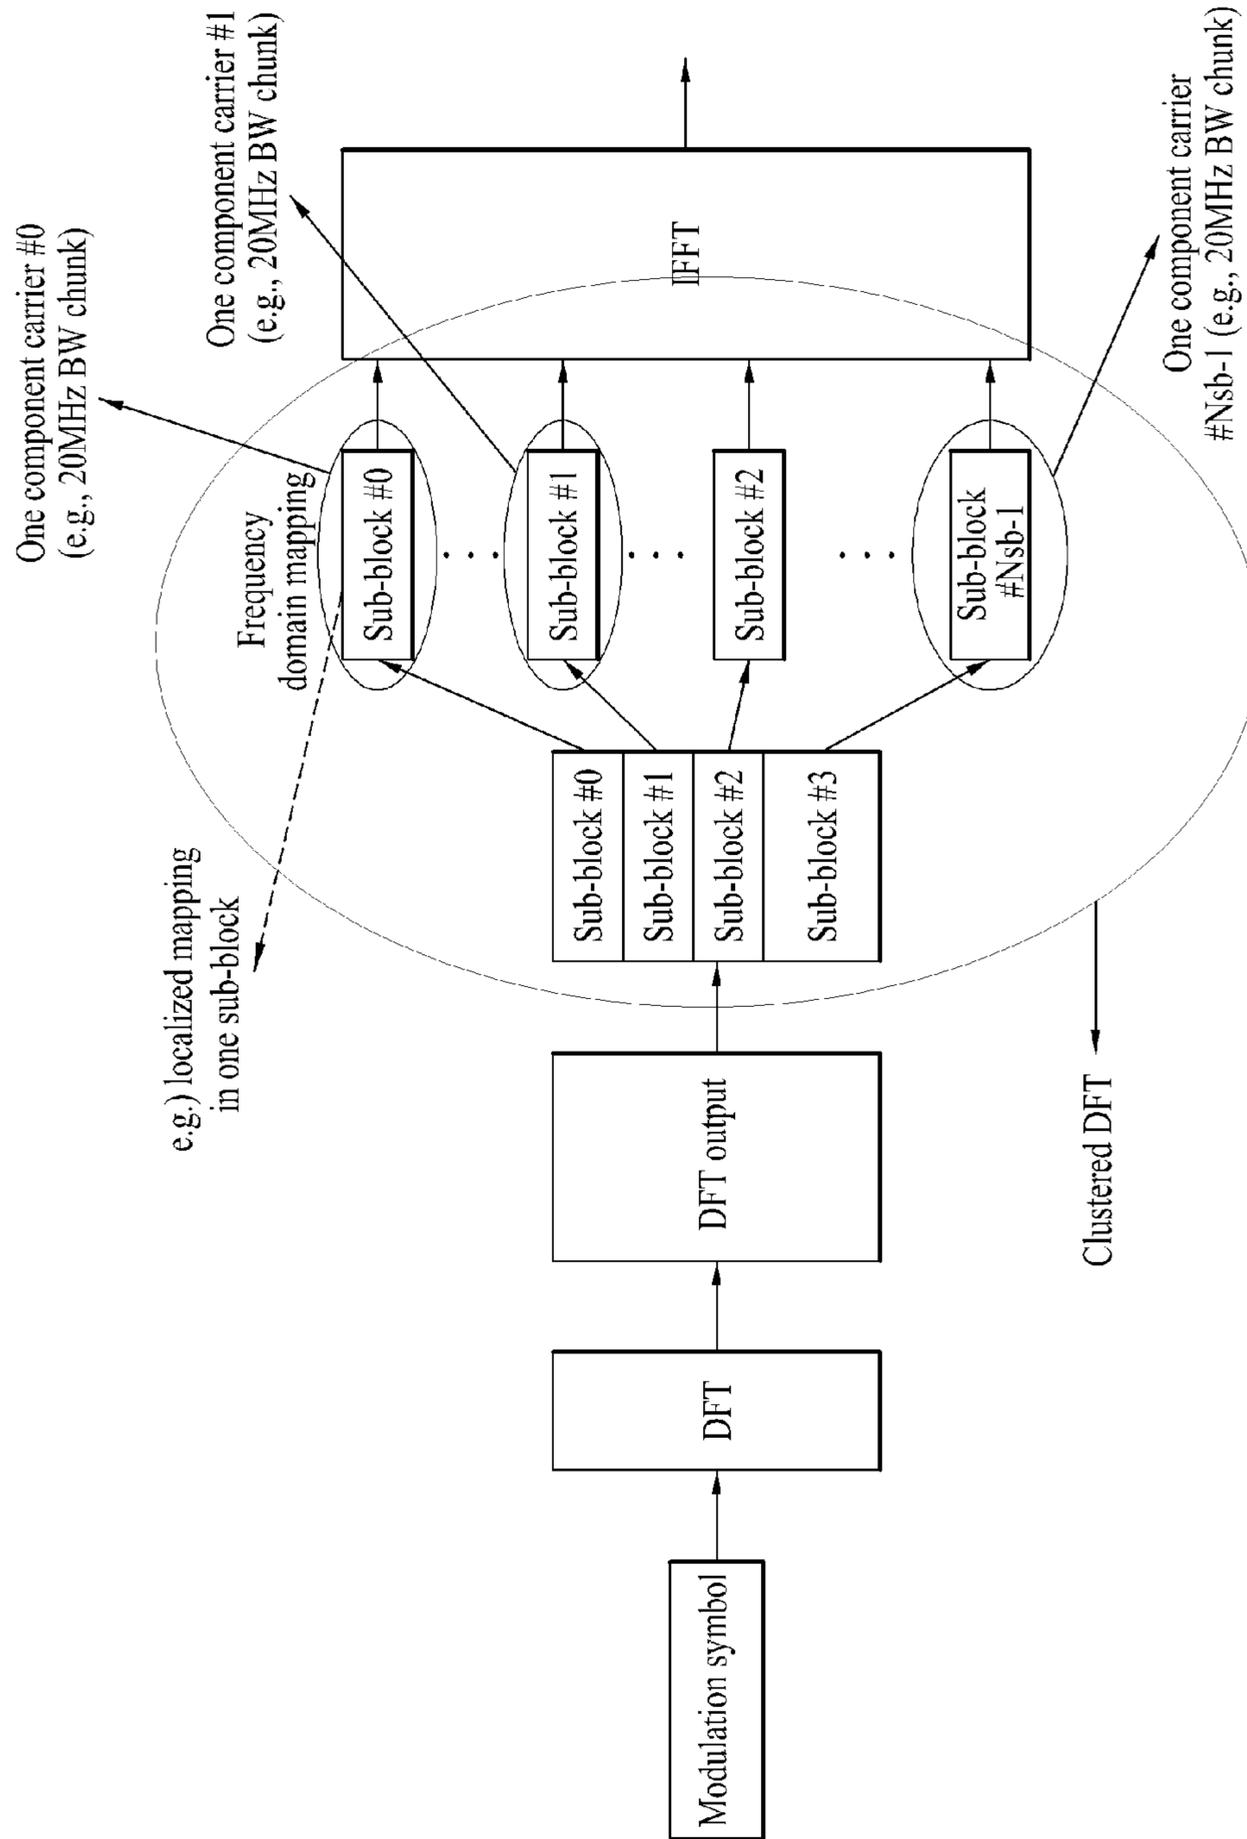 One component carrier #0
(e.g., 20MHz BW chunk)
One component carrier #1
(e.g., 20MHz BW chunk)
Frequency
domain mapping
e.g.) localized mapping
in one sub-block
Modulation symbol
DFT
DFT output
Sub-block #0
Sub-block #1
Sub-block #2
Sub-block #3
Sub-block #0
Sub-block #1
Sub-block #2
Sub-block
#Nsb-1
IFFT
One component carrier
#Nsb-1 (e.g., 20MHz BW chunk)
Clustered DFT